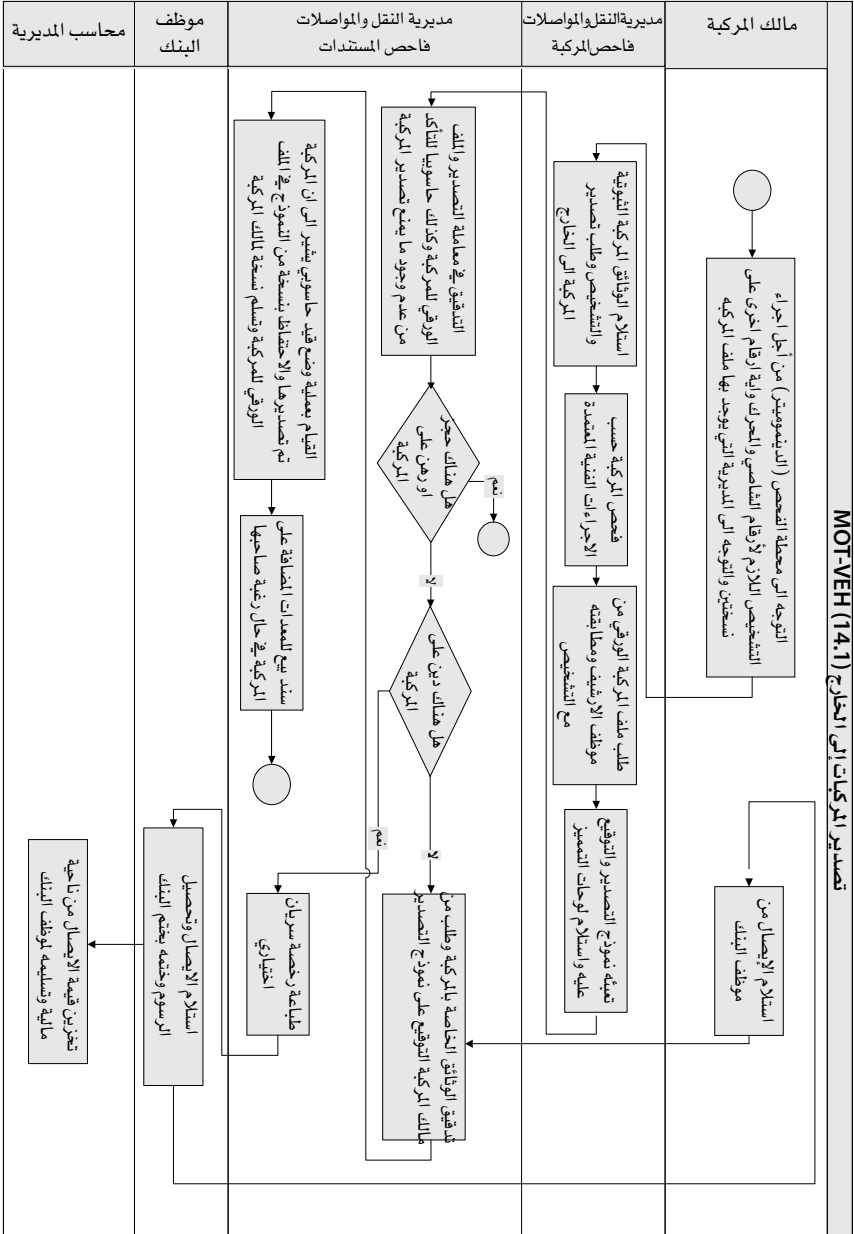 تصدير المركبات إلى الخارج (14.1) MOT-VEH
مالك المركبة
مديرية النقل والمواصلات
فاحص المركبة
مديرية النقل والمواصلات
فاحص المستندات
موظف
البنك
محاسب المديرية
التوجه الى محطة الفحص (الدينموميتر) من أجل اجراء
التشخيص اللازم لأرقام الشاصي والمحرك واية ارقام اخرى على
نسختين والتوجه الى المديرية التي يوجد بها ملف المركبه
استلام الإيصال من
موظف البنك
استلام الوثائق المركبة الثبوتية
والتشخيص وطلب تصدير
المركبة الى الخارج
فحص المركبة حسب
الاجراءات الفنية المعتمدة
طلب ملف المركبة الورقي من
موظف الارشيف ومطابقته
مع التشخيص
تعبئه نموذج التصدير والتوقيع
عليه واستلام لوحات التمميز
التدقيق في معاملة التصدير والملف
الورقي للمركبة وكذلك حاسوبيا للتأكد
من عدم وجود ما يمنع تصدير المركبة
هل هناك حجز
او رهن على
المركبة
نعم
لا
هل هناك دين على
المركبة
لا
نعم
تدقيق الوثائق الخاصة بالمركبة وطلب من
مالك المركبة التوقيع على نموذج التصدير
القيام بعملية وضع قيد حاسوبي يشير الى ان المركبة
تم تصديرها والاحتفاظ بنسخة من النموذج في الملف
الورقي للمركبة وتسلم نسخة لمالك المركبة
سند بيع للمعدات المضافة على
المركبة في حال رغبة صاحبها
طباعة رخصة سريان
اختياري
استلام الايصال وتحصيل
الرسوم وختمه بختم البنك
تخزين قيمة الايصال من ناحية
مالية وتسليمه لموظف البنك